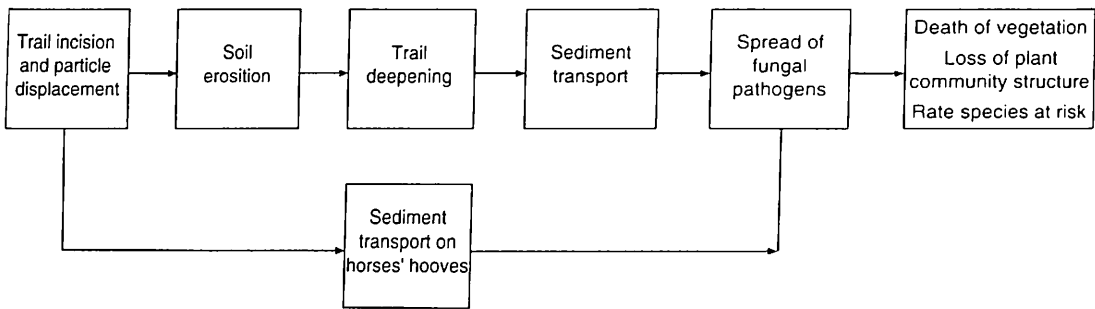 Trail incision
and particle
displacement
Soil
erosition
Trail
deepening
Sediment
transport
Spread of
fungal
pathogens
Death of vegetation
Loss of plant
community structure
Rate species at risk
Sediment
transport on
horses' hooves